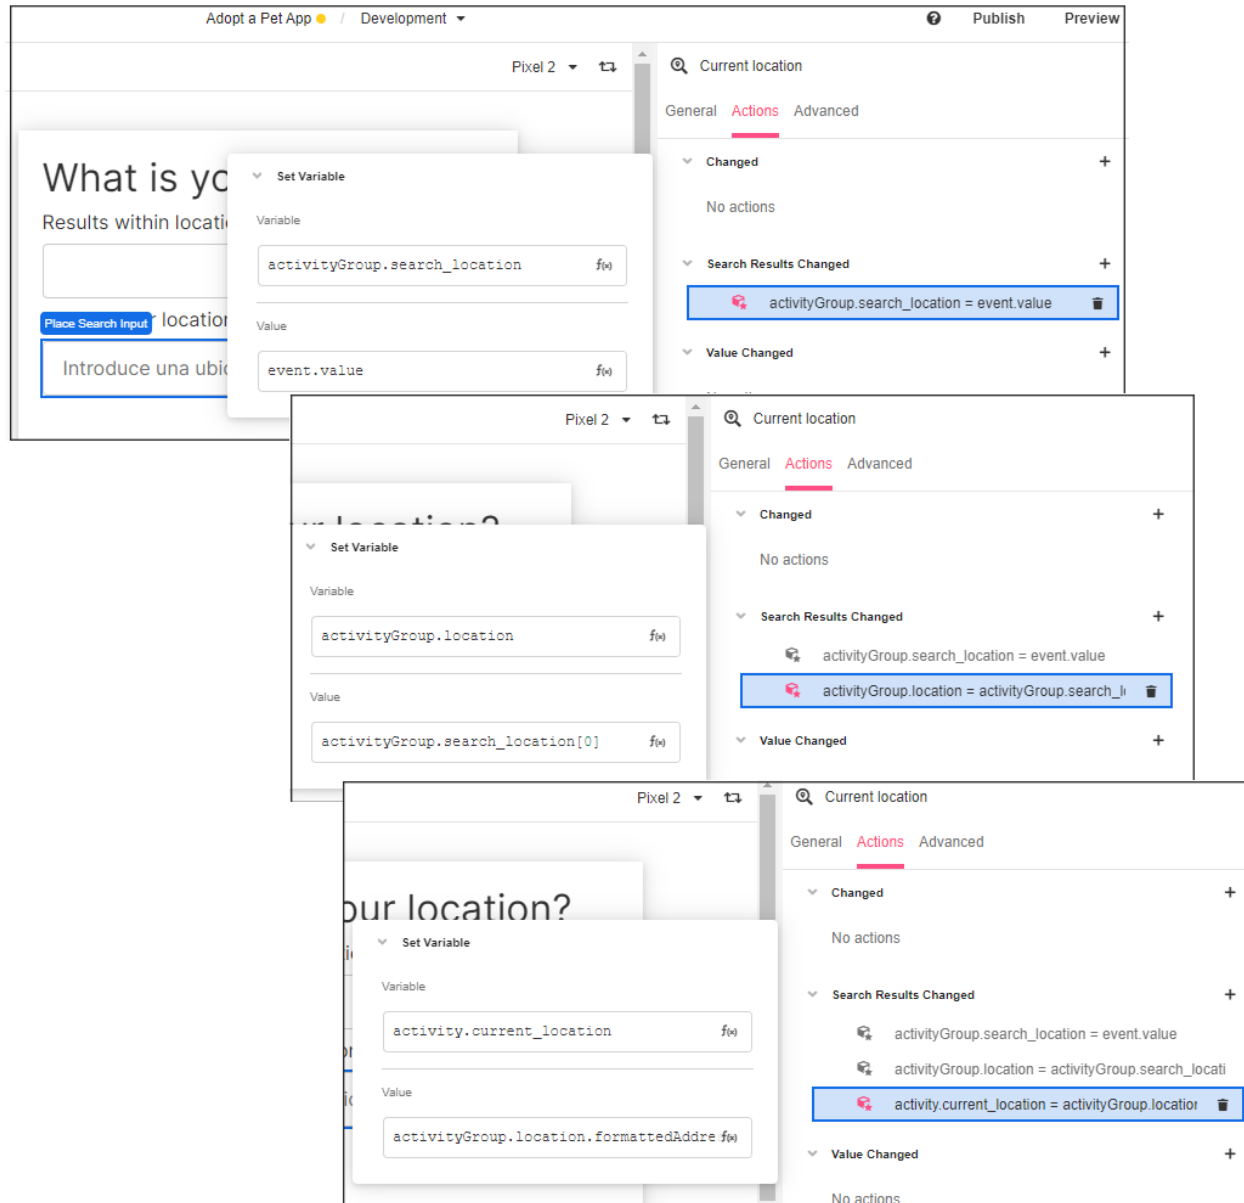 Adopt a Pet App / Development
Publish Preview
Pixel 2
Current location
General Actions Advanced
What is
Results within
Place Search Input
location
Introduce una
Set Variable
Variable
activityGroup.search_location
f(x)
Value
event.value
f(x)
Changed
No actions
Search Results Changed
activityGroup.search_location = event.value
Value Changed
Pixel 2
Current location
General Actions Advanced
location?
Set Variable
Variable
activityGroup.location
f(x)
Value
activityGroup.search_location[0]
f(x)
Changed
No actions
Search Results Changed
activityGroup.search_location = event.value
activityGroup.location = activityGroup.search_l
Value Changed
Pixel 2
Current location
General Actions Advanced
our location?
Set Variable
Variable
activity.current_location
f(x)
Value
activityGroup.location.formattedAddre
f(x)
Changed
No actions
Search Results Changed
activityGroup.search_location = event.value
activityGroup.location = activityGroup.search_locati
activity.current_location = activityGroup.location
Value Changed
No actions